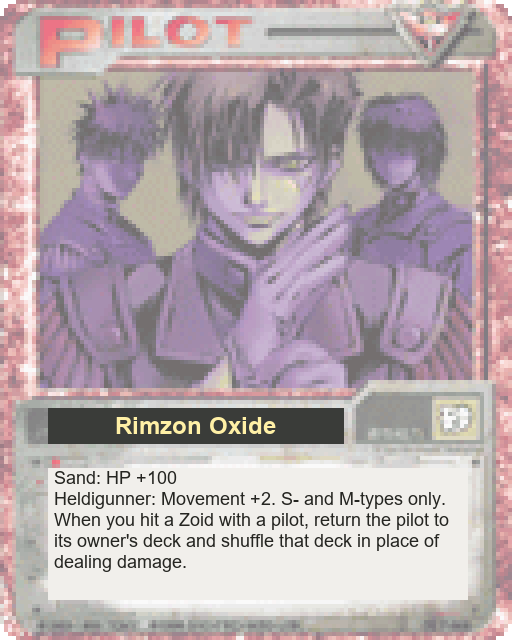 PILOT
Rimzon Oxide
Sand: HP +100
Heldigunner: Movement +2. S- and M-types only.
When you hit a Zoid with a pilot, return the pilot to
its owner's deck and shuffle that deck in place of
dealing damage.